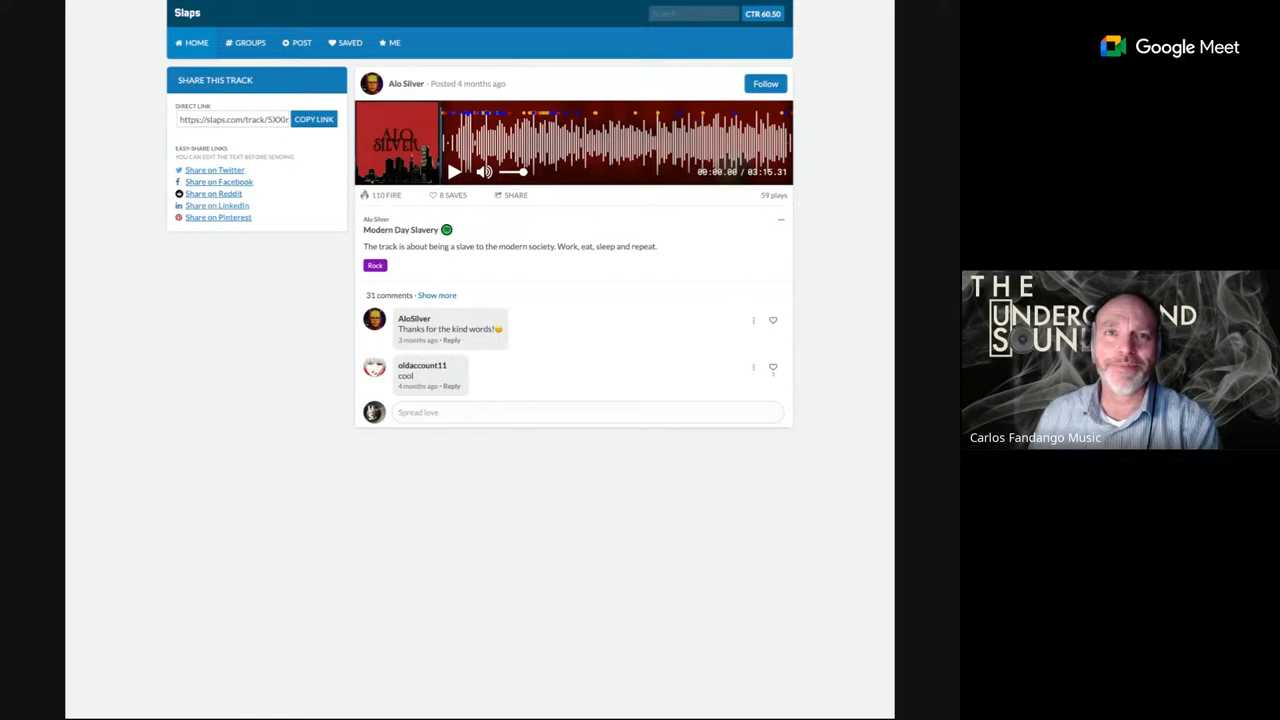 Slaps
Search
CTR 60.50
HOME
GROUPS
POST
SAVED
ME
SHARE THIS TRACK
DIRECT LINK
https://slaps.com/track/5XXir
COPY LINK
EASY-SHARE LINKS
YOU CAN EDIT THE TEXT BEFORE SENDING
Share on Twitter
Share on Facebook
Share on Reddit
Share on LinkedIn
Share on Pinterest
Alo Silver - Posted 4 months ago
Follow
ALO
SILVER
00:00.00 / 03:15.31
110 FIRE
8 SAVES
SHARE
59 plays
Alo Silver
Modern Day Slavery
The track is about being a slave to the modern society. Work, eat, sleep and repeat.
Rock
31 comments · Show more
AloSilver
Thanks for the kind words!😊
3 months ago • Reply
oldaccount11
cool
4 months ago • Reply
1
Spread love
Google Meet
THE
UNDERGROUND
SOUN
Carlos Fandango Music